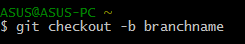 ASUS@ASUS-PC ~
$ git checkout -b branchname